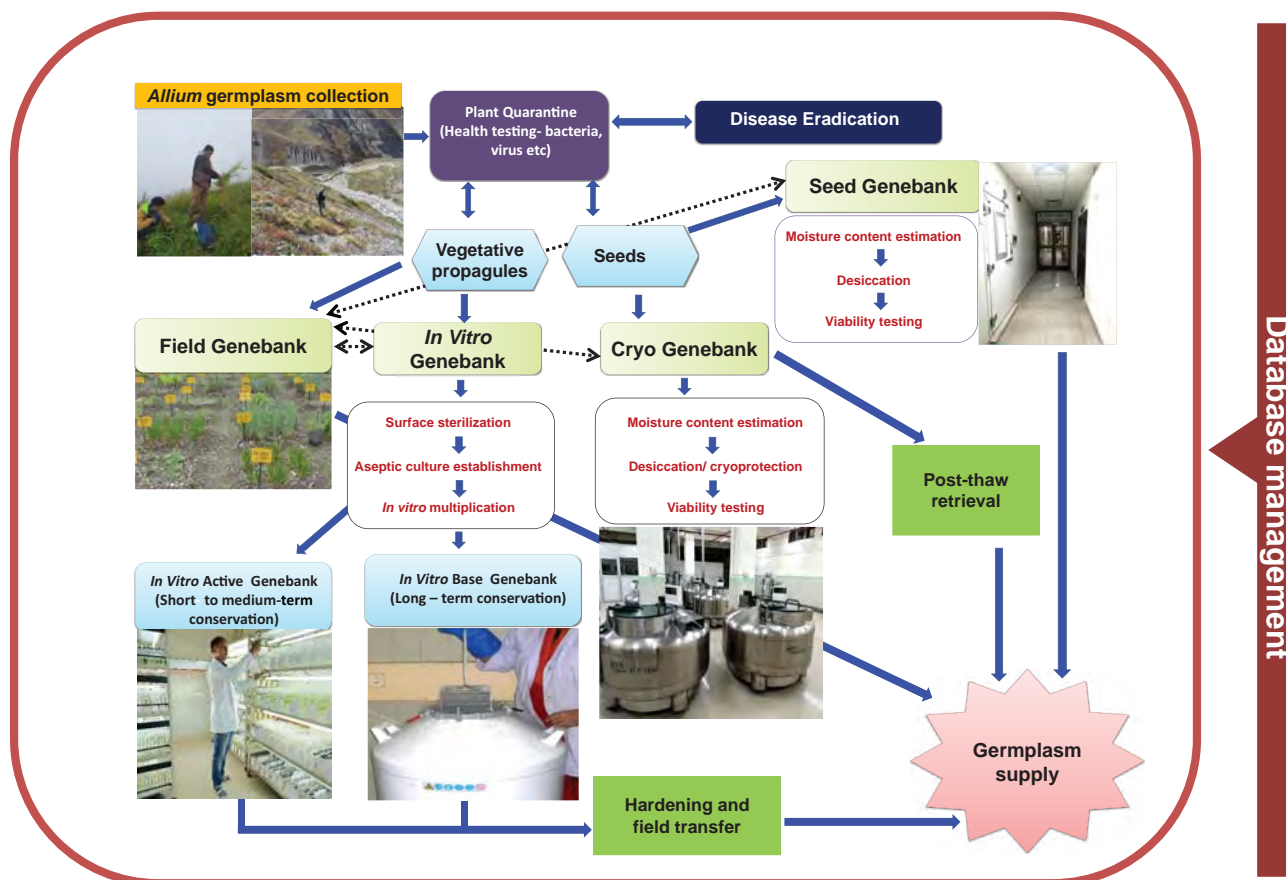 Allium germplasm collection
Plant Quarantine
(Health testing- bacteria,
virus etc)
Disease Eradication
Seed Genebank
Vegetative
propagules
Seeds
Moisture content estimation
Desiccation
Viability testing
Field Genebank
In Vitro
Genebank
Cryo Genebank
Surface sterilization
Aseptic culture establishment
In vitro multiplication
Moisture content estimation
Desiccation/ cryoprotection
Viability testing
Post-thaw
retrieval
In Vitro Active Genebank
(Short to medium-term
conservation)
In Vitro Base Genebank
(Long – term conservation)
Germplasm
supply
Hardening and
field transfer
Database management